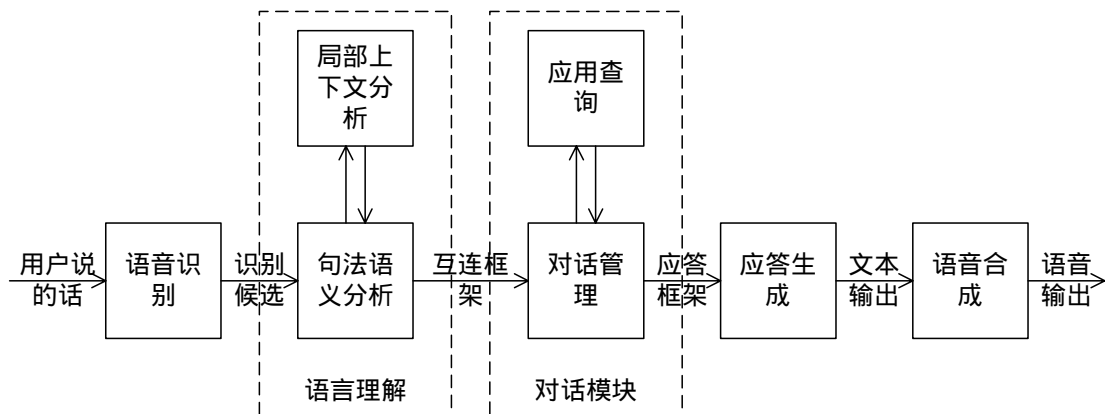 局部上
下文分
析
应用查
询
用户说
的话
语音识
别
识别
候选
句法语
义分析
互连框
架
对话管
理
应答
框架
应答生
成
文本
输出
语音合
成
语音
输出
语言理解
对话模块